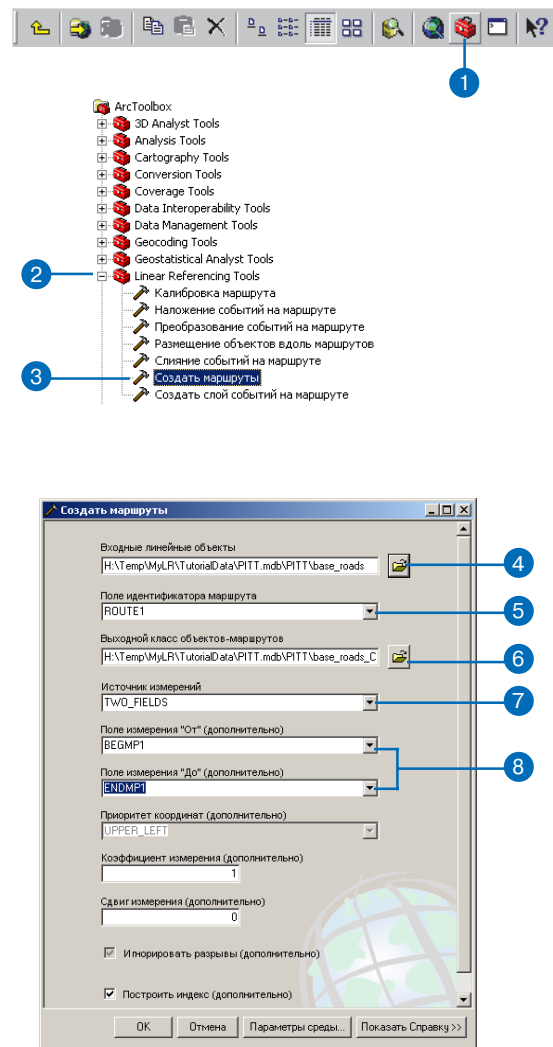 1
ArcToolbox
3D Analyst Tools
Analysis Tools
Cartography Tools
Conversion Tools
Coverage Tools
Data Interoperability Tools
Data Management Tools
Geocoding Tools
Geostatistical Analyst Tools
2
Linear Referencing Tools
Калибровка маршрута
Наложение событий на маршруте
Преобразование событий на маршруте
Размещение объектов вдоль маршрутов
Слияние событий на маршруте
3
Создать маршруты
Создать слой событий на маршруте
Создать маршруты
Входные линейные объекты
H:\Temp\MyLR\TutorialData\PITT.mdb\PITT\base_roads
4
Поле идентификатора маршрута
ROUTE1
5
Выходной класс объектов-маршрутов
H:\Temp\MyLR\TutorialData\PITT.mdb\PITT\base_roads_C
6
Источник измерений
TWO_FIELDS
7
Поле измерения "От" (дополнительно)
BEGMP1
8
Поле измерения "До" (дополнительно)
ENDMP1
Приоритет координат (дополнительно)
UPPER_LEFT
Коэффициент измерения (дополнительно)
1
Сдвиг измерения (дополнительно)
0
Игнорировать разрывы (дополнительно)
Построить индекс (дополнительно)
OK Отмена Параметры среды... Показать Справку >>